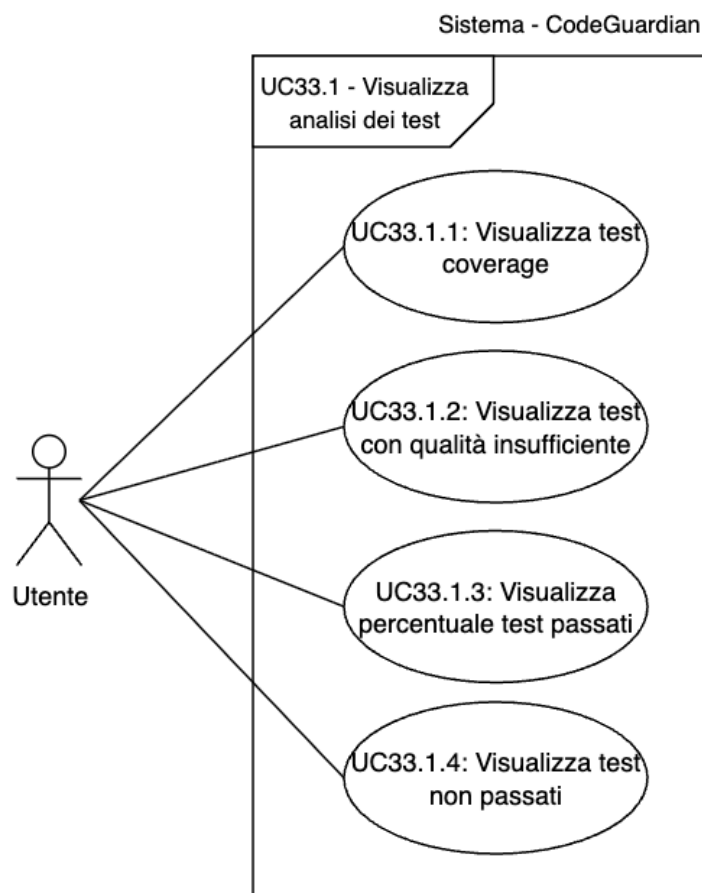 Sistema - CodeGuardian
UC33.1 - Visualizza
analisi dei test
UC33.1.1: Visualizza test
coverage
UC33.1.2: Visualizza test
con qualità insufficiente
Utente
UC33.1.3: Visualizza
percentuale test passati
UC33.1.4: Visualizza test
non passati